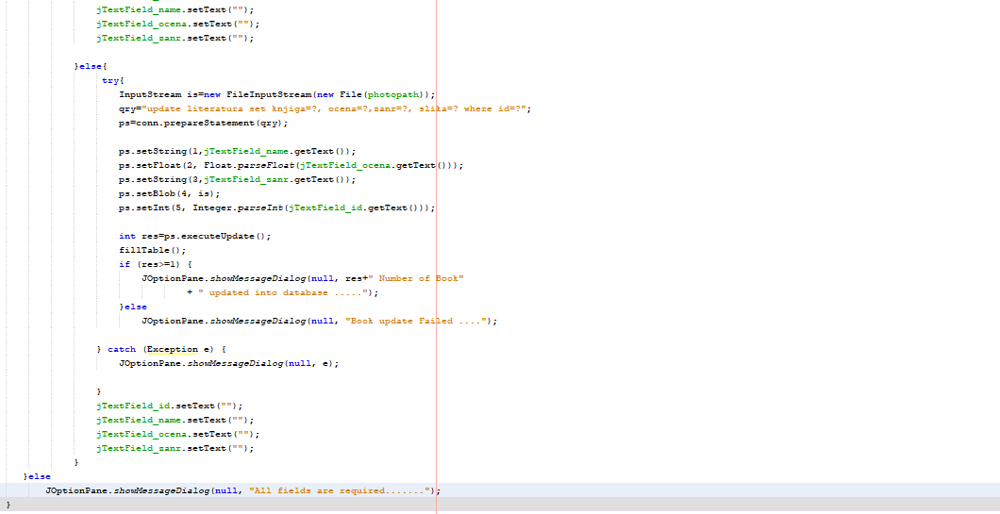 jTextField_name.setText("");
jTextField_ocena.setText("");
jTextField_zanr.setText("");
}else{
try{
InputStream is=new FileInputStream(new File(photopath));
qry="update literatura set knjiga=?, ocena=?,zanr=?, slika=? where id=?";
ps=conn.prepareStatement(qry);
ps.setString(1,jTextField_name.getText());
ps.setFloat(2, Float.parseFloat(jTextField_ocena.getText()));
ps.setString(3,jTextField_zanr.getText());
ps.setBlob(4, is);
ps.setInt(5, Integer.parseInt(jTextField_id.getText()));
int res=ps.executeUpdate();
fillTable();
if (res>=1) {
JOptionPane.showMessageDialog(null, res+" Number of Book"
+ " updated into database .....");
}else
JOptionPane.showMessageDialog(null, "Book update Failed ....");
} catch (Exception e) {
JOptionPane.showMessageDialog(null, e);
}
jTextField_id.setText("");
jTextField_name.setText("");
jTextField_ocena.setText("");
jTextField_zanr.setText("");
}
}else
JOptionPane.showMessageDialog(null, "All fields are required.......");
}